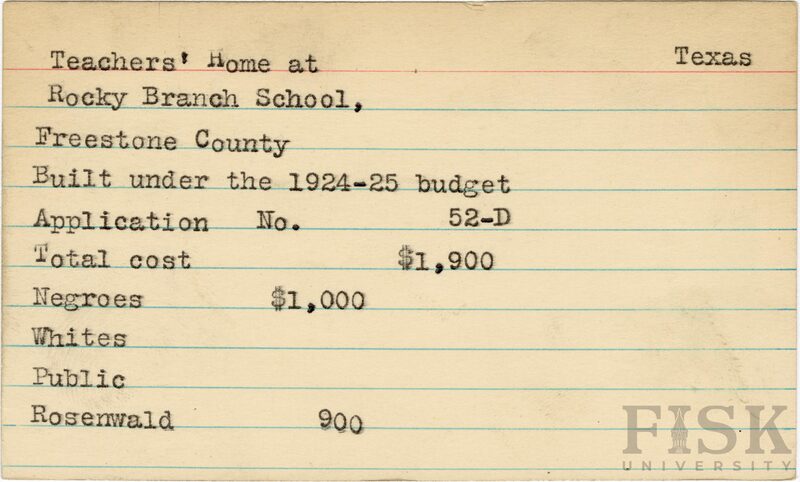 Teachers' Home at Texas
Rocky Branch School,
Freestone County
Built under the 1924-25 budget
Application No. 52-D
Total cost $1,900
Negroes $1,000
Whites
Public
Rosenwald 900
FISK
UNIVERSITY